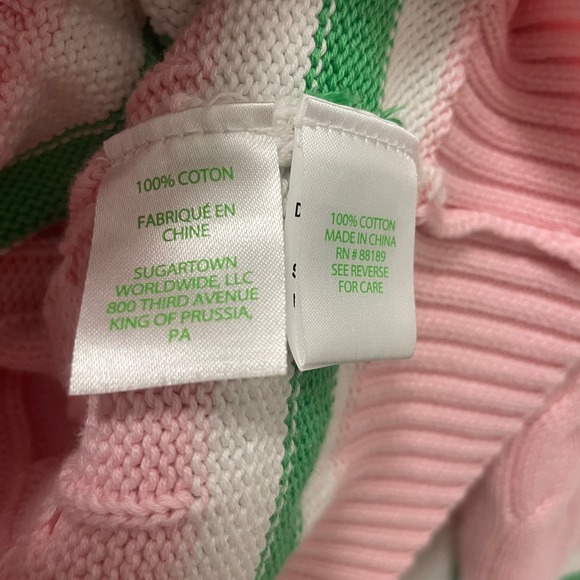 100% COTON
FABRIQUÉ EN
CHINE
SUGARTOWN
WORLDWIDE, LLC
800 THIRD AVENUE
KING OF PRUSSIA,
PA
100% COTTON
MADE IN CHINA
RN # 88189
SEE REVERSE
FOR CARE